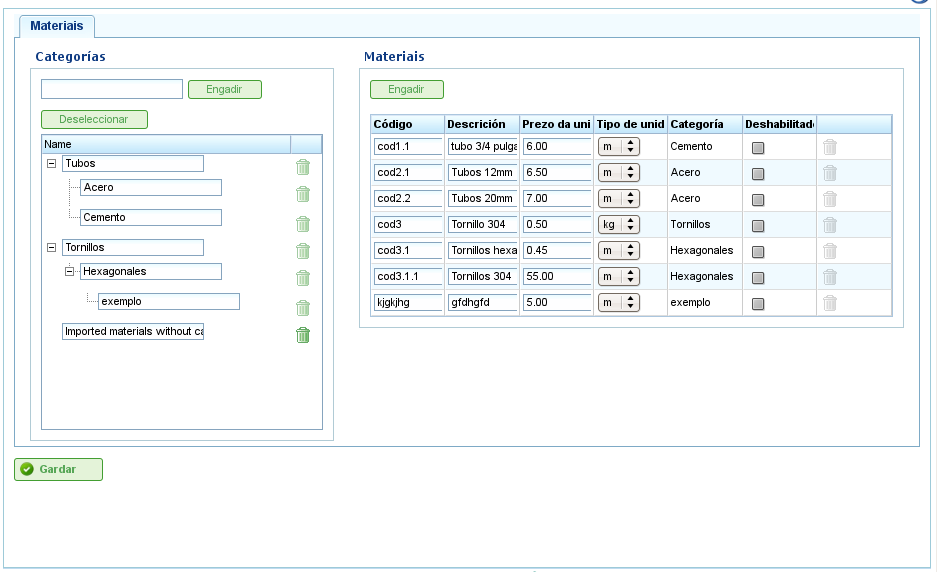 Materiais
Categorías
Engadir
Deseleccionar
Name
Tubos
Acero
Cemento
Tornillos
Hexagonales
exemplo
Imported materials without ca
Materiais
Engadir
Código Descrición Prezo da uni Tipo de unid Categoría Deshabilitado
cod1.1 tubo 3/4 pulga 6.00 m Cemento
cod2.1 Tubos 12mm 6.50 m Acero
cod2.2 Tubos 20mm 7.00 m Acero
cod3 Tornillo 304 0.50 kg Tornillos
cod3.1 Tornillos hexa 0.45 m Hexagonales
cod3.1.1 Tornillos 304 55.00 m Hexagonales
kjgkjhg gfdhgfd 5.00 m exemplo
Gardar